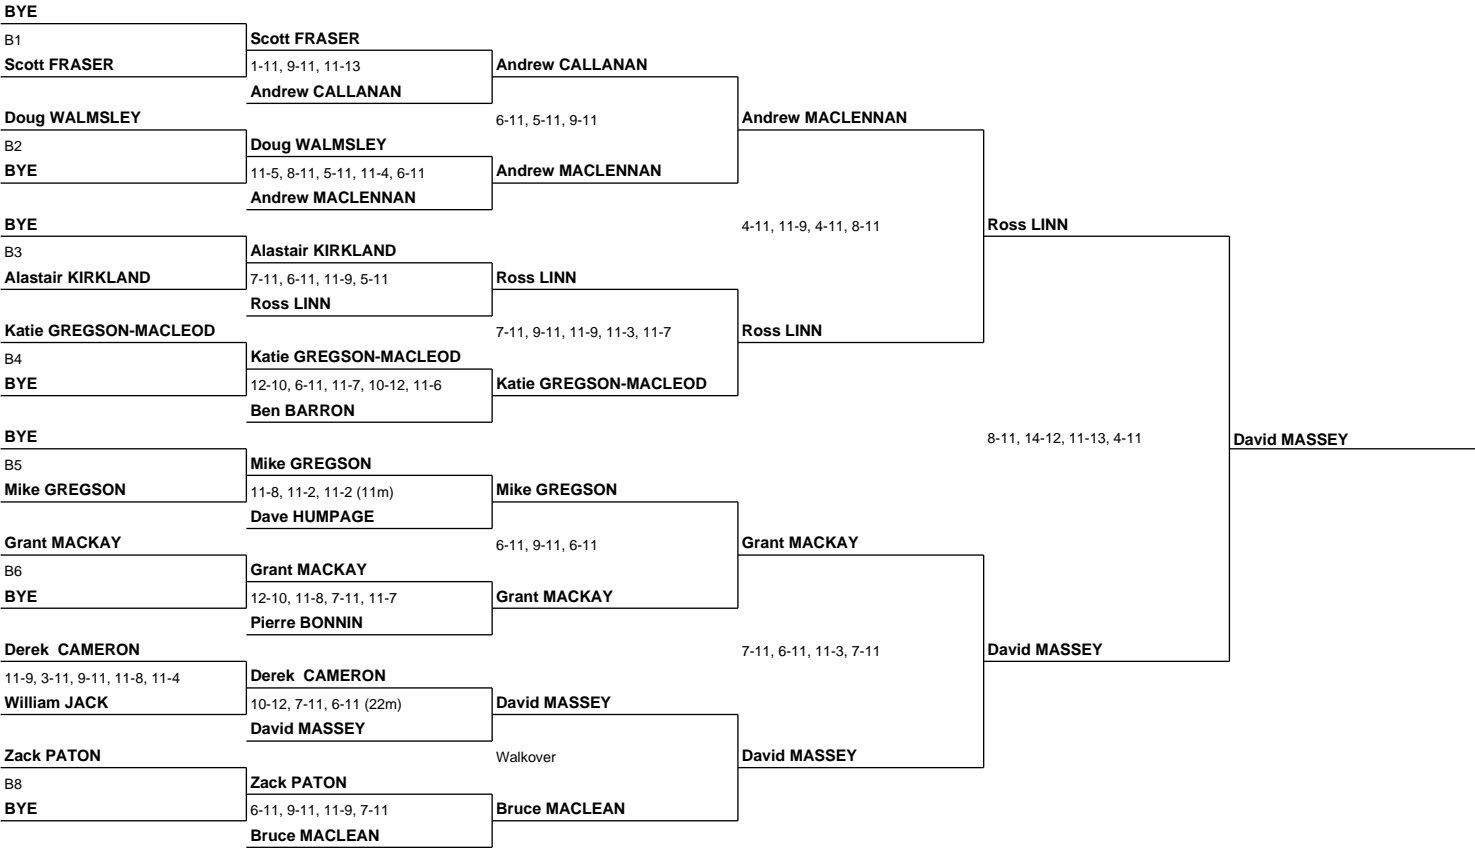 BYE
B1
Scott FRASER
Doug WALMSLEY
B2
BYE
BYE
B3
Alastair KIRKLAND
Katie GREGSON-MACLEOD
B4
BYE
BYE
B5
Mike GREGSON
Grant MACKAY
B6
BYE
Derek  CAMERON
11-9, 3-11, 9-11, 11-8, 11-4
William JACK
Zack PATON
B8
BYE
Scott FRASER
1-11, 9-11, 11-13
Andrew CALLANAN
Doug WALMSLEY
11-5, 8-11, 5-11, 11-4, 6-11
Andrew MACLENNAN
Alastair KIRKLAND
7-11, 6-11, 11-9, 5-11
Ross LINN
Katie GREGSON-MACLEOD
12-10, 6-11, 11-7, 10-12, 11-6
Ben BARRON
Mike GREGSON
11-8, 11-2, 11-2 (11m)
Dave HUMPAGE
Grant MACKAY
12-10, 11-8, 7-11, 11-7
Pierre BONNIN
Derek  CAMERON
10-12, 7-11, 6-11 (22m)
David MASSEY
Zack PATON
6-11, 9-11, 11-9, 7-11
Bruce MACLEAN
Andrew CALLANAN
6-11, 5-11, 9-11
Andrew MACLENNAN
Ross LINN
7-11, 9-11, 11-9, 11-3, 11-7
Katie GREGSON-MACLEOD
Mike GREGSON
6-11, 9-11, 6-11
Grant MACKAY
David MASSEY
Walkover
Bruce MACLEAN
Andrew MACLENNAN
4-11, 11-9, 4-11, 8-11
Ross LINN
Grant MACKAY
7-11, 6-11, 11-3, 7-11
David MASSEY
Ross LINN
8-11, 14-12, 11-13, 4-11
David MASSEY
David MASSEY